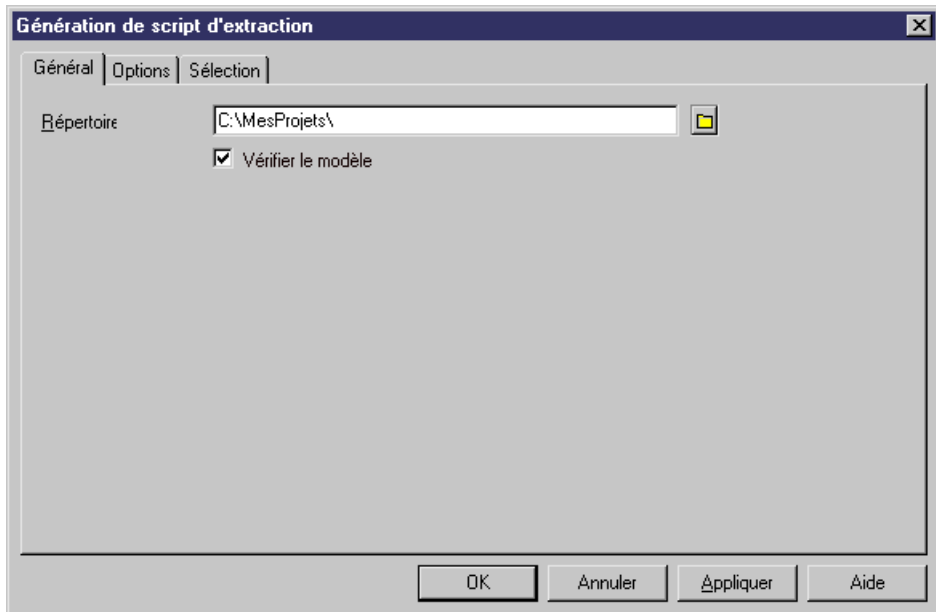 Génération de script d'extraction
Général Options Sélection
Répertoire C:\MesProjets\
Vérifier le modèle
OK Annuler Appliquer Aide